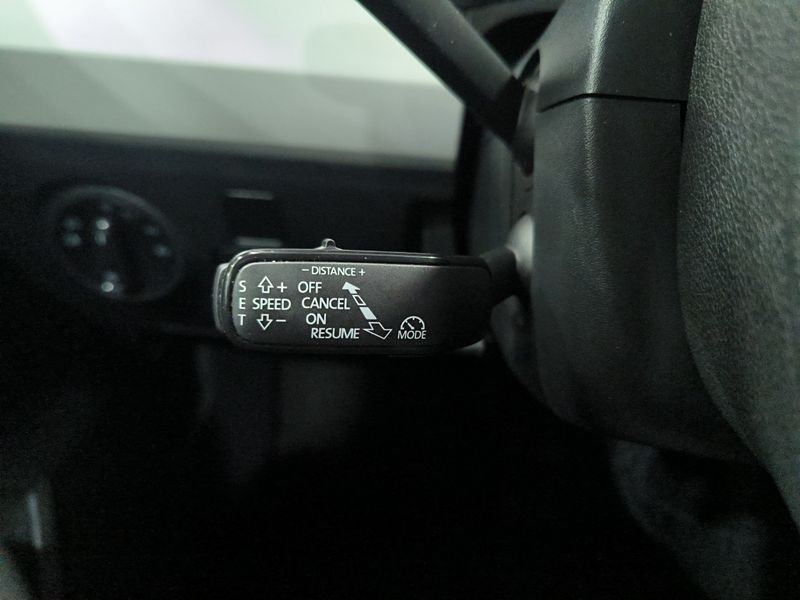 - DISTANCE +
S + OFF
E SPEED CANCEL
T - ON
RESUME MODE